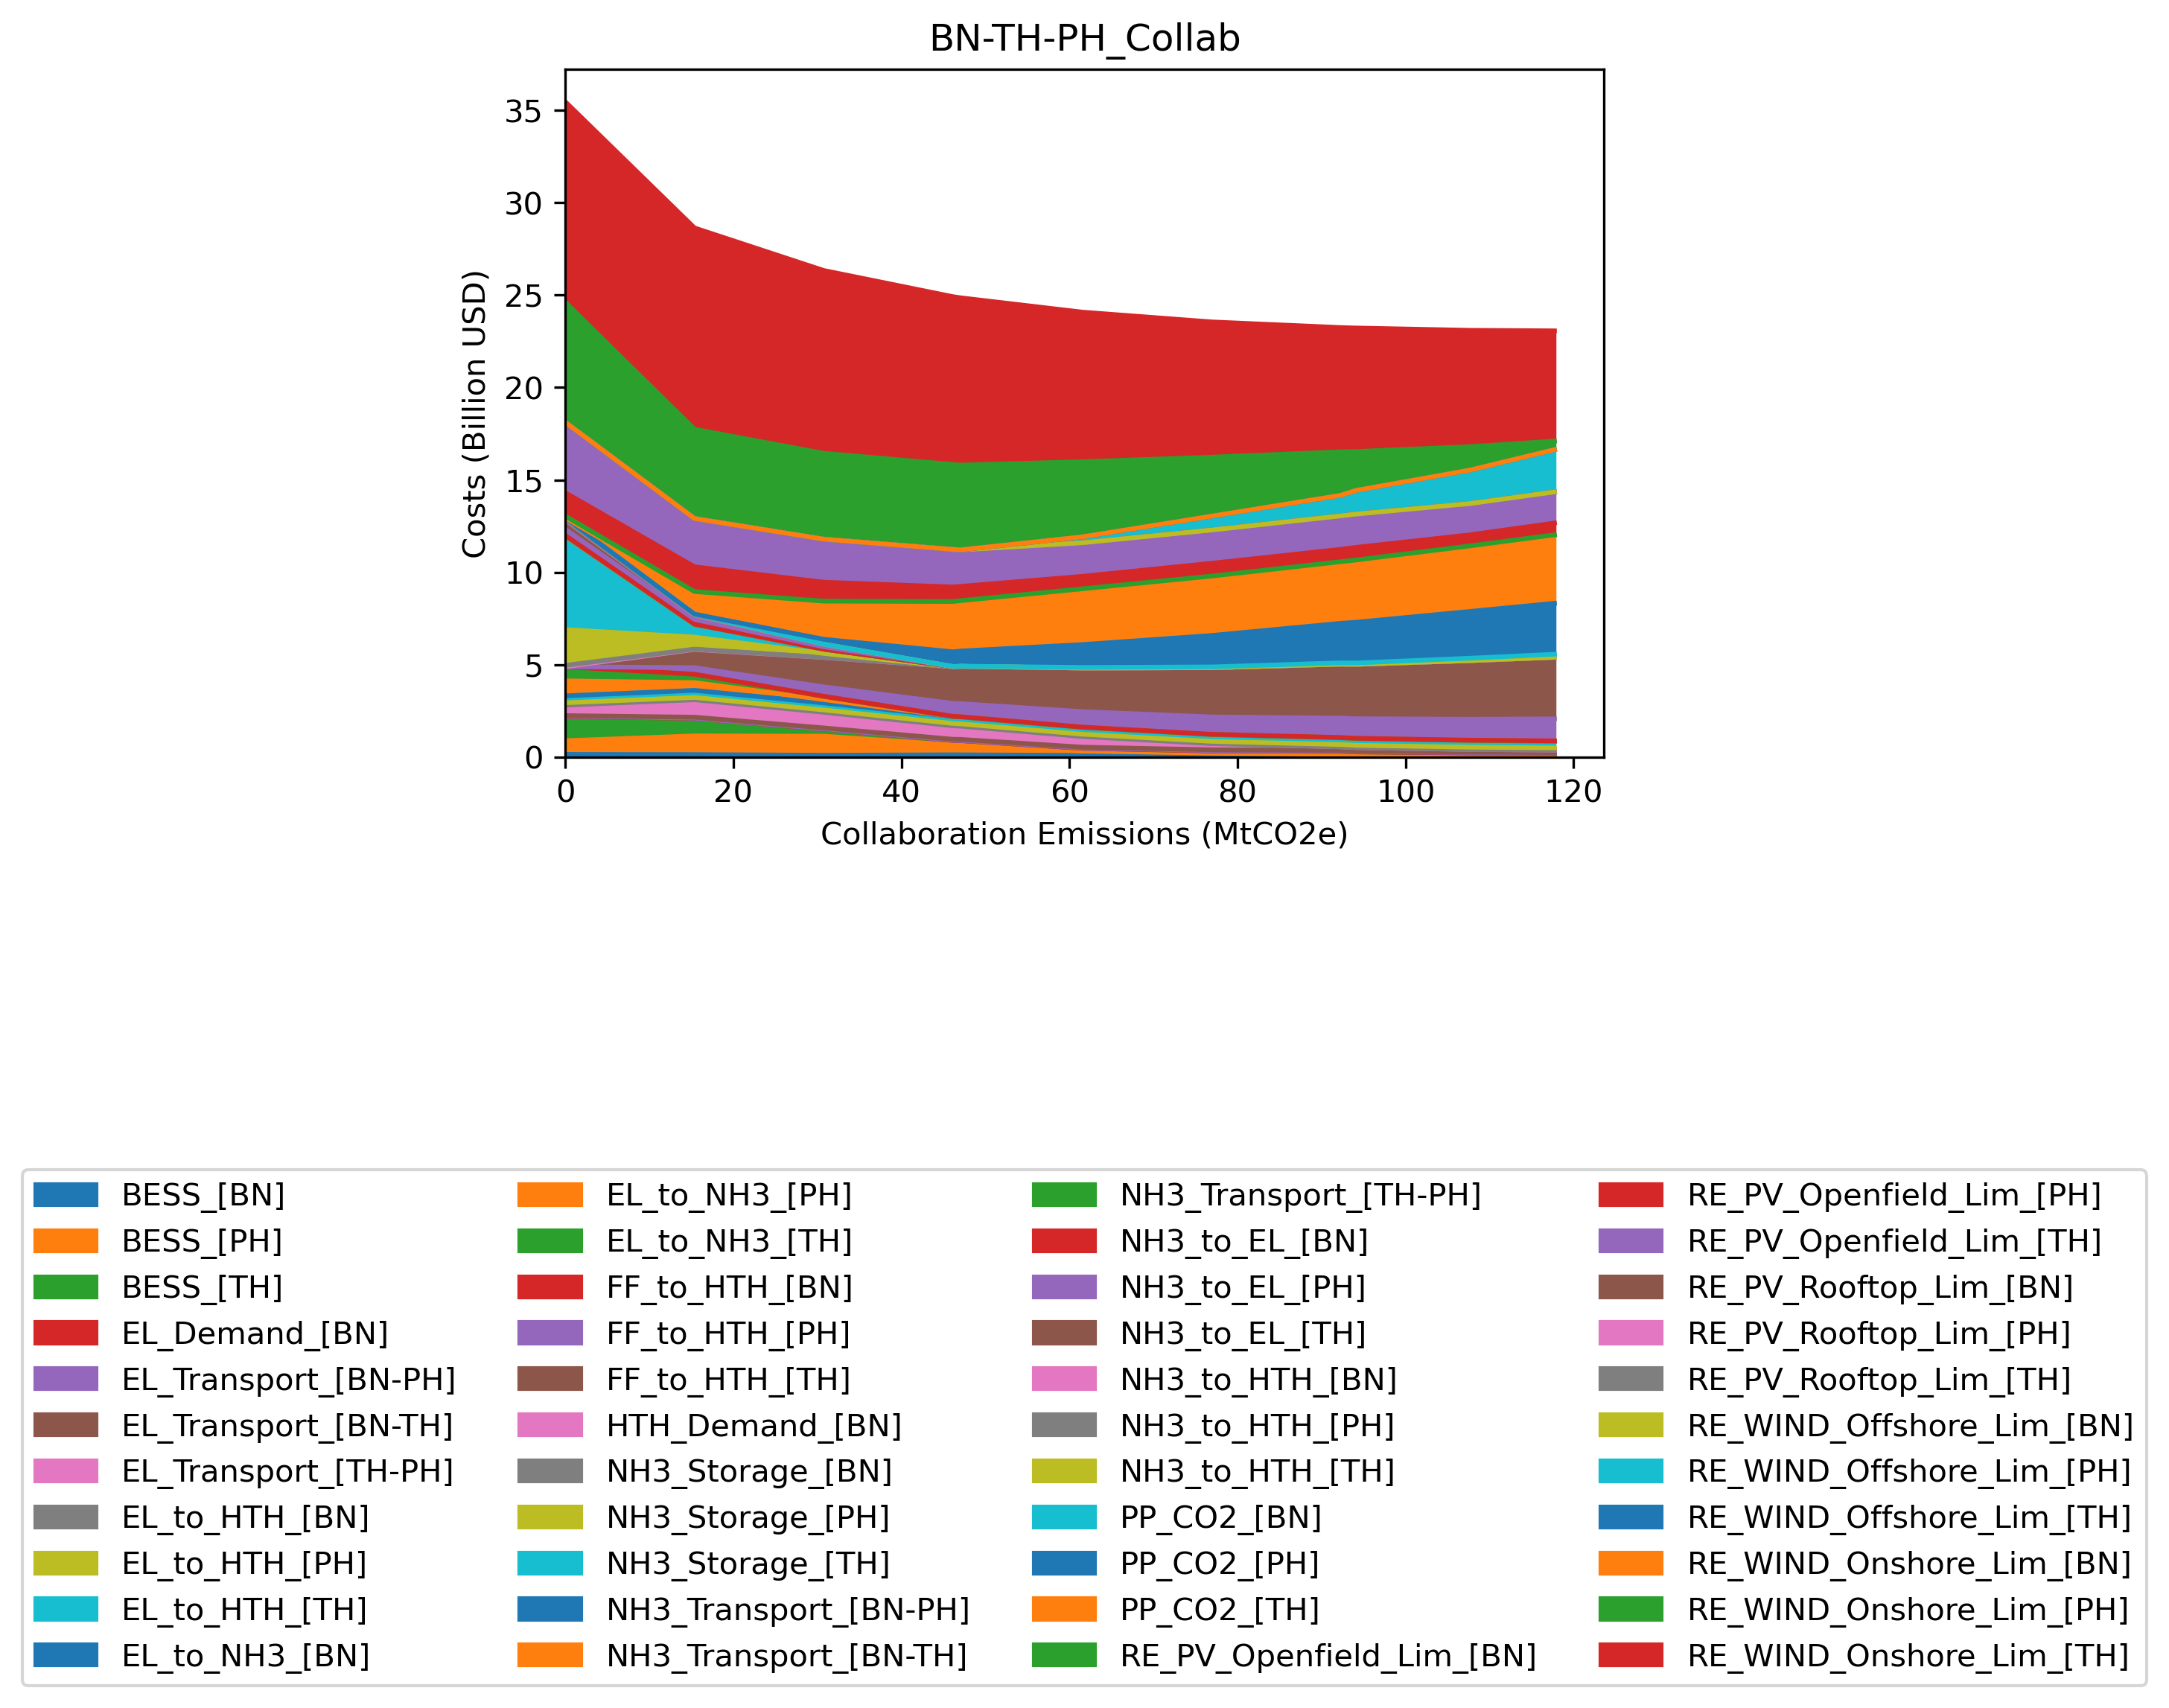 BN-TH-PH_Collab
Costs (Billion USD)
35
30
25
20
15
10
5
0
0 20 40 60 80 100 120
Collaboration Emissions (MtCO2e)
BESS_[BN]
BESS_[PH]
BESS_[TH]
EL_Demand_[BN]
EL_Transport_[BN-PH]
EL_Transport_[BN-TH]
EL_Transport_[TH-PH]
EL_to_HTH_[BN]
EL_to_HTH_[PH]
EL_to_HTH_[TH]
EL_to_NH3_[BN]
EL_to_NH3_[PH]
EL_to_NH3_[TH]
FF_to_HTH_[BN]
FF_to_HTH_[PH]
FF_to_HTH_[TH]
HTH_Demand_[BN]
NH3_Storage_[BN]
NH3_Storage_[PH]
NH3_Storage_[TH]
NH3_Transport_[BN-PH]
NH3_Transport_[BN-TH]
NH3_Transport_[TH-PH]
NH3_to_EL_[BN]
NH3_to_EL_[PH]
NH3_to_EL_[TH]
NH3_to_HTH_[BN]
NH3_to_HTH_[PH]
NH3_to_HTH_[TH]
PP_CO2_[BN]
PP_CO2_[PH]
PP_CO2_[TH]
RE_PV_Openfield_Lim_[BN]
RE_PV_Openfield_Lim_[PH]
RE_PV_Openfield_Lim_[TH]
RE_PV_Rooftop_Lim_[BN]
RE_PV_Rooftop_Lim_[PH]
RE_PV_Rooftop_Lim_[TH]
RE_WIND_Offshore_Lim_[BN]
RE_WIND_Offshore_Lim_[PH]
RE_WIND_Offshore_Lim_[TH]
RE_WIND_Onshore_Lim_[BN]
RE_WIND_Onshore_Lim_[PH]
RE_WIND_Onshore_Lim_[TH]